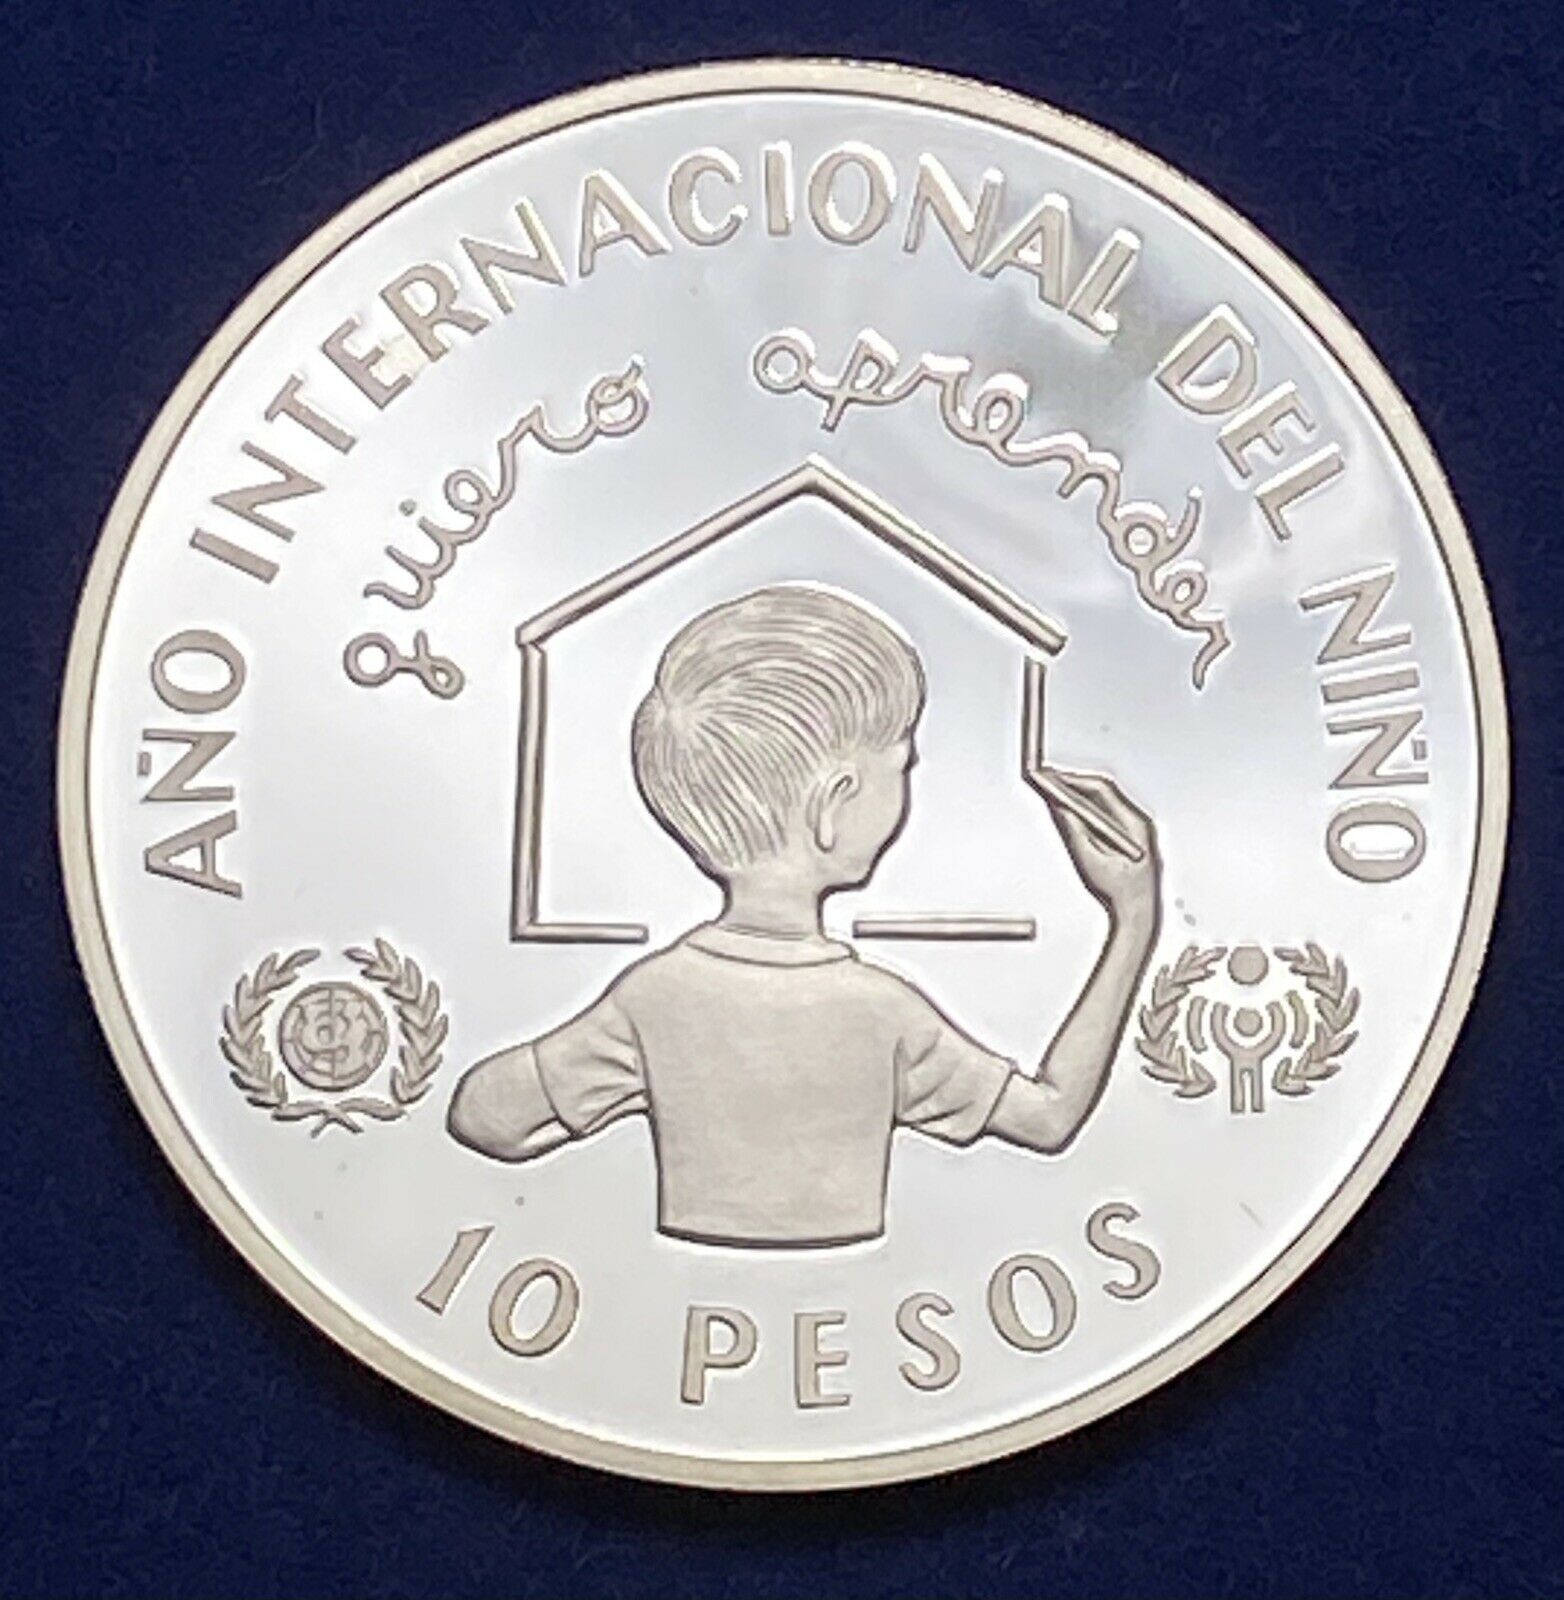 AÑO INTERNACIONAL DEL NIÑO
quiero aprender
10 PESOS